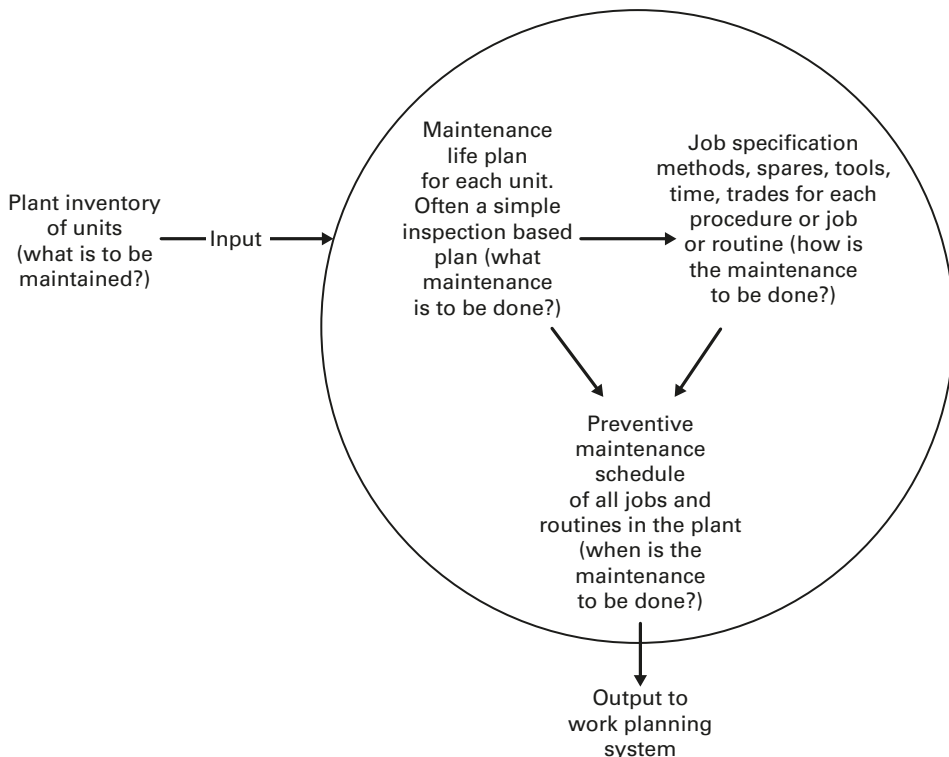 Plant inventory
of units
(what is to be
maintained?)
Input
Maintenance
life plan
for each unit.
Often a simple
inspection based
plan (what
maintenance
is to be done?)
Job specification
methods, spares, tools,
time, trades for each
procedure or job
or routine (how is
the maintenance
to be done?)
Preventive
maintenance
schedule
of all jobs and
routines in the plant
(when is the
maintenance
to be done?)
Output to
work planning
system